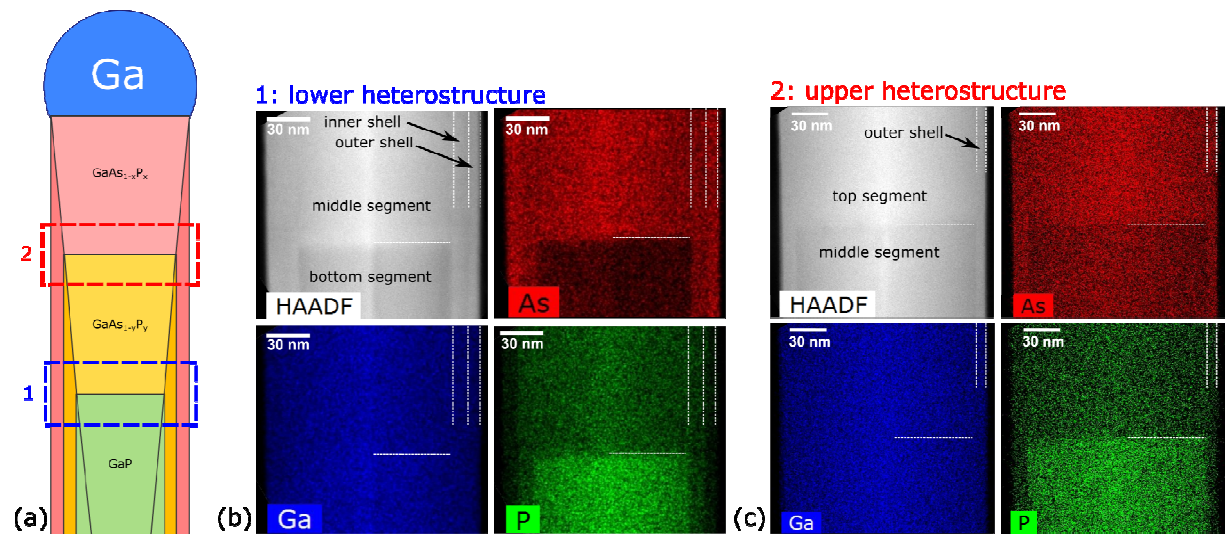 Ga
GaAs₁₋ₓPₓ
2
GaAs₁₋ᵧPᵧ
1
GaP
(a)
1: lower heterostructure
30 nm
inner shell
outer shell
middle segment
bottom segment
HAADF
30 nm
As
30 nm
Ga
30 nm
P
(b)
2: upper heterostructure
30 nm
outer shell
top segment
middle segment
HAADF
30 nm
As
30 nm
Ga
30 nm
P
(c)